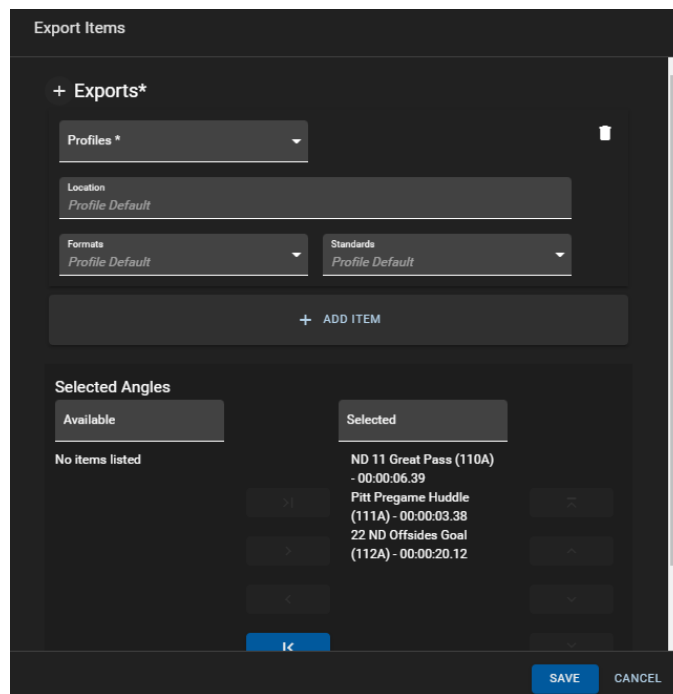 Export Items
+ Exports*
Profiles *
Location
Profile Default
Formats
Profile Default
Standards
Profile Default
+ ADD ITEM
Selected Angles
Available
Selected
No items listed
ND 11 Great Pass (110A)
- 00:00:06.39
Pitt Pregame Huddle
(111A) - 00:00:03.38
22 ND Offsides Goal
(112A) - 00:00:20.12
SAVE
CANCEL